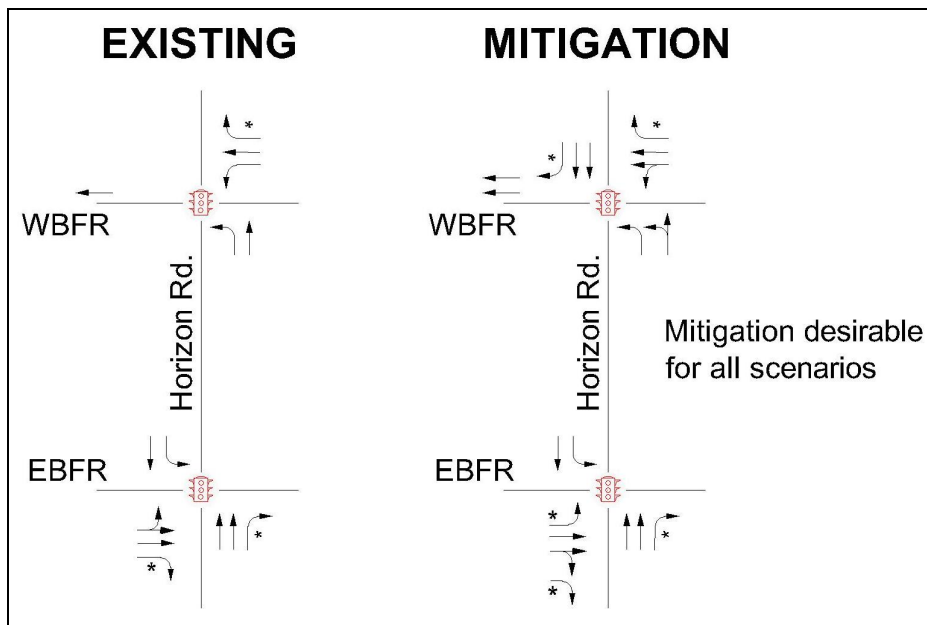 EXISTING
MITIGATION
*
*
*
WBFR
WBFR
Horizon Rd.
Horizon Rd.
Mitigation desirable
for all scenarios
EBFR
EBFR
*
*
*
*
*
*